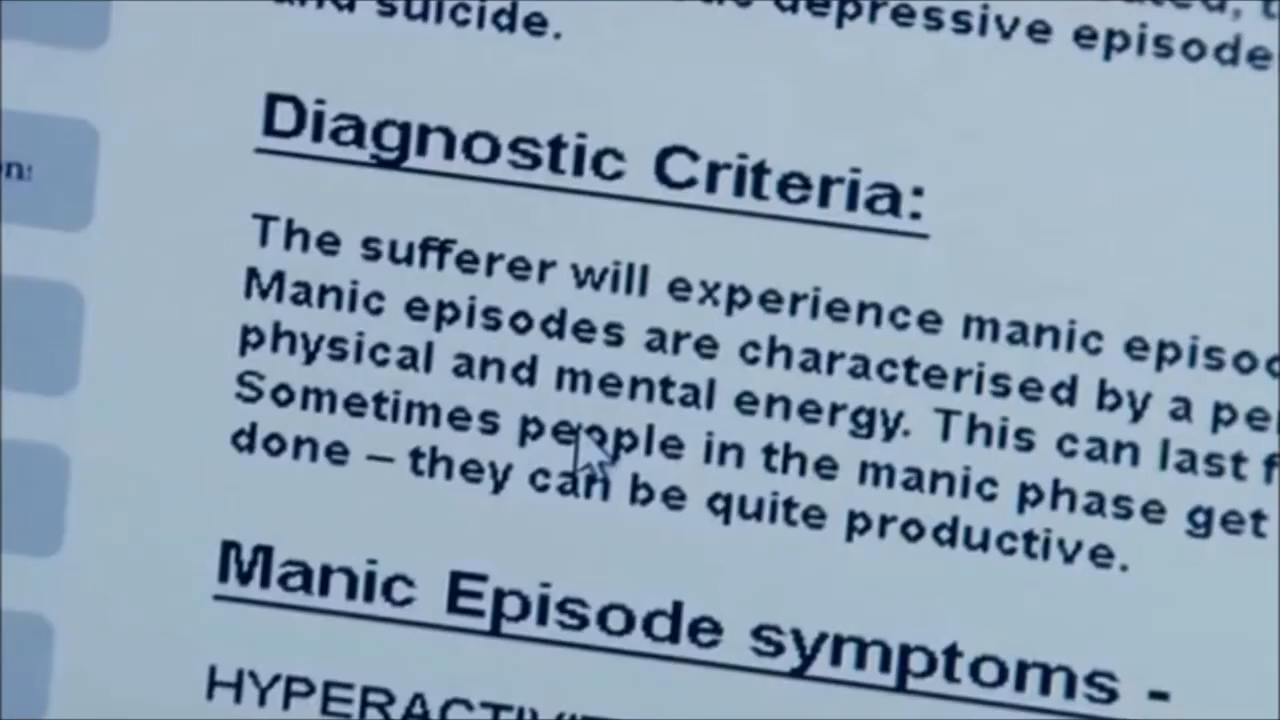 and suicide.
depressive episode
Diagnostic Criteria:
The sufferer will experience manic
Manic episodes are characterised by a
physical and mental energy. This can last
Sometimes people in the manic phase get
done – they can be quite productive.
Manic Episode symptoms -